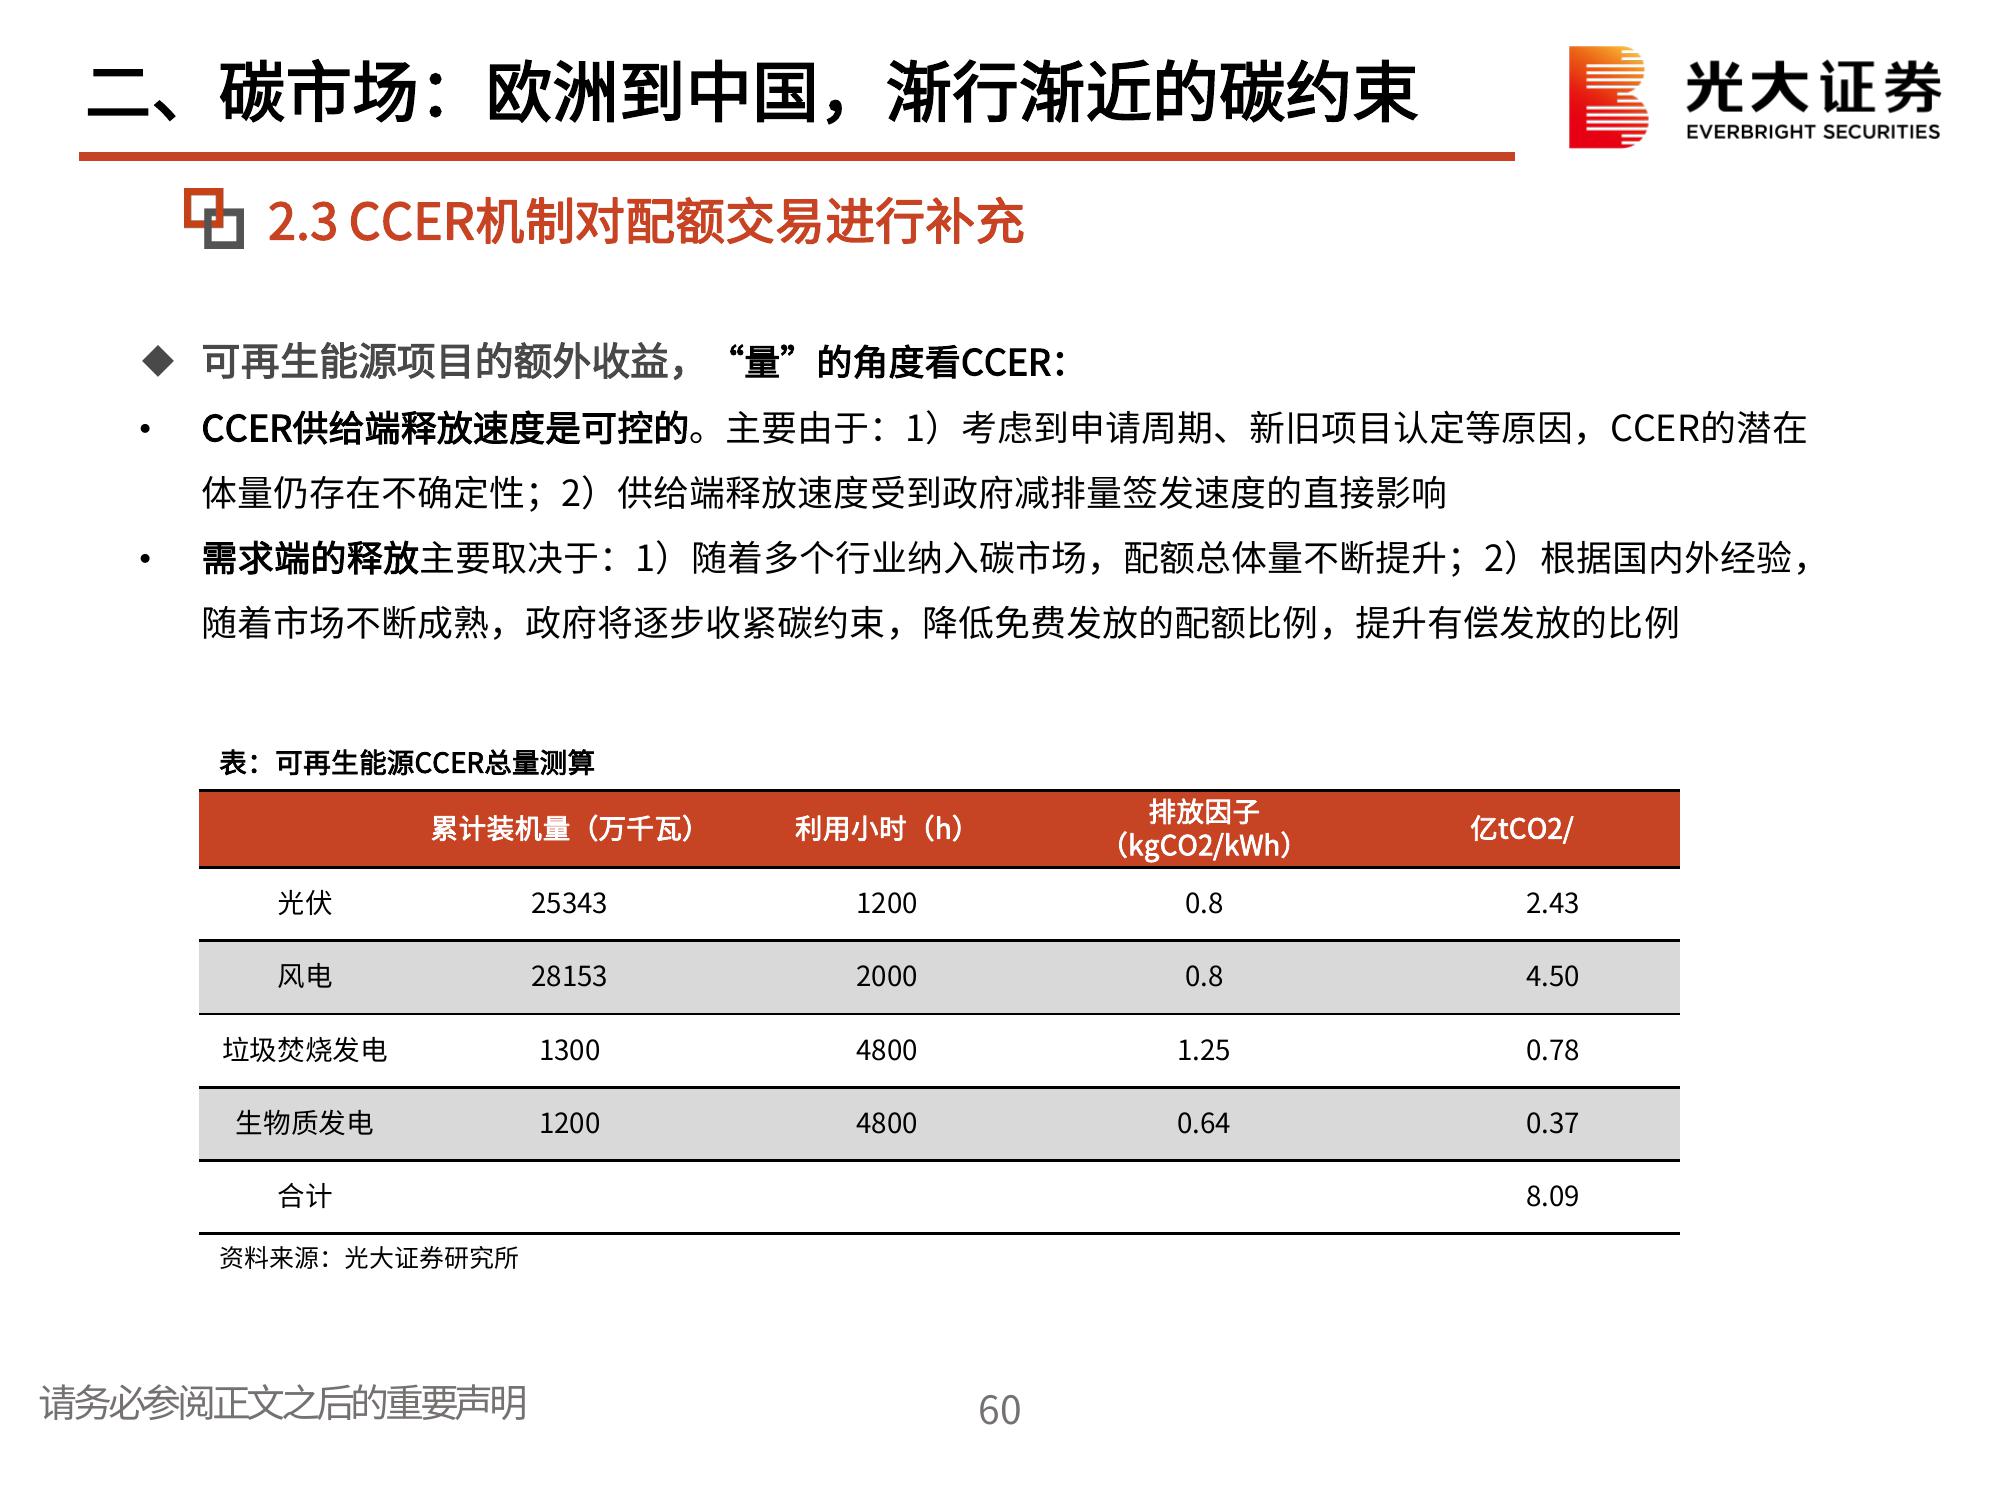 二、碳市场：欧洲到中国，渐行渐近的碳约束
光大证券
EVERBRIGHT SECURITIES
2.3 CCER机制对配额交易进行补充
◆ 可再生能源项目的额外收益，“量”的角度看CCER：
• CCER供给端释放速度是可控的。主要由于：1）考虑到申请周期、新旧项目认定等原因，CCER的潜在
体量仍存在不确定性；2）供给端释放速度受到政府减排量签发速度的直接影响
• 需求端的释放主要取决于：1）随着多个行业纳入碳市场，配额总体量不断提升；2）根据国内外经验，
随着市场不断成熟，政府将逐步收紧碳约束，降低免费发放的配额比例，提升有偿发放的比例
表：可再生能源CCER总量测算
累计装机量（万千瓦） 利用小时（h） 排放因子（kgCO2/kWh） 亿tCO2/
光伏 25343 1200 0.8 2.43
风电 28153 2000 0.8 4.50
垃圾焚烧发电 1300 4800 1.25 0.78
生物质发电 1200 4800 0.64 0.37
合计 8.09
资料来源：光大证券研究所
请务必参阅正文之后的重要声明
60